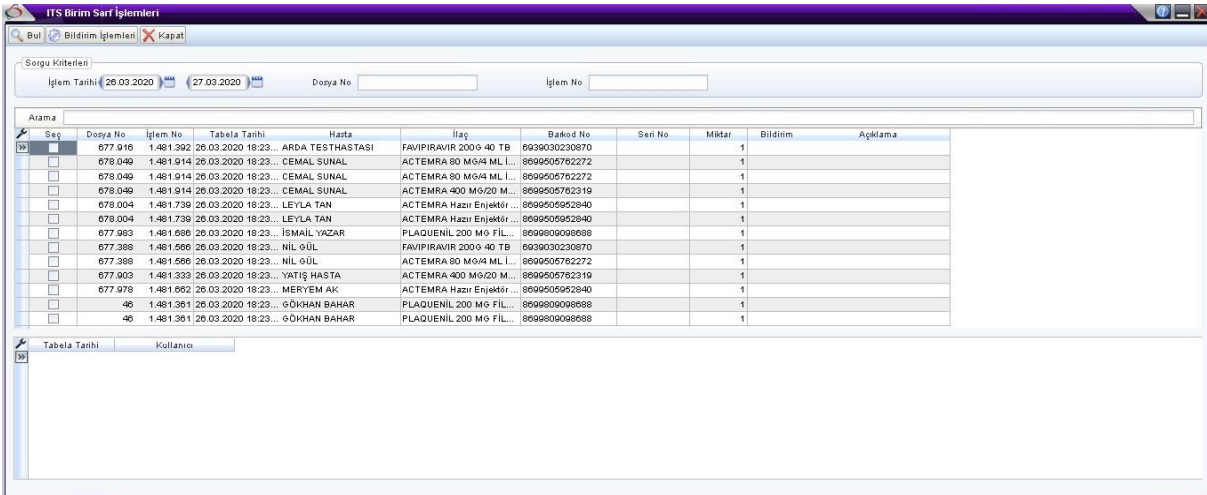 ITS Birim Sarf İşlemleri
Bul Bildirim İşlemleri Kapat
Sorgu Kriterleri
İşlem Tarihi 26.03.2020 27.03.2020 Dosya No İşlem No
Arama
Seç Dosya No İşlem No Tabela Tarihi Hasta İlaç Barkod No Seri No Miktar Bildirim Açıklama
677.916 1.481.392 26.03.2020 18:23... ARDA TESTHASTASI FAVIPIRAVIR 200G 40 TB 6939030230870 1
678.049 1.481.914 26.03.2020 18:23... CEMAL SUNAL ACTEMRA 80 MG/4 ML İ... 8699505762272 1
678.049 1.481.914 26.03.2020 18:23... CEMAL SUNAL ACTEMRA 80 MG/4 ML İ... 8699505762272 1
678.049 1.481.914 26.03.2020 18:23... CEMAL SUNAL ACTEMRA 400 MG/20 M... 8699505762319 1
678.004 1.481.739 26.03.2020 18:23... LEYLA TAN ACTEMRA Hazır Enjektör ... 8699505952840 1
678.004 1.481.739 26.03.2020 18:23... LEYLA TAN ACTEMRA Hazır Enjektör ... 8699505952840 1
677.983 1.481.686 26.03.2020 18:23... İSMAİL YAZAR PLAQUENİL 200 MG FİL... 8699809098688 1
677.388 1.481.566 26.03.2020 18:23... NİL GÜL FAVIPIRAVIR 200G 40 TB 6939030230870 1
677.388 1.481.566 26.03.2020 18:23... NİL GÜL ACTEMRA 80 MG/4 ML İ... 8699505762272 1
677.903 1.481.333 26.03.2020 18:23... YATIŞ HASTA ACTEMRA 400 MG/20 M... 8699505762319 1
677.978 1.481.662 26.03.2020 18:23... MERYEM AK ACTEMRA Hazır Enjektör ... 8699505952840 1
46 1.481.361 26.03.2020 18:23... GÖKHAN BAHAR PLAQUENİL 200 MG FİL... 8699809098688 1
46 1.481.361 26.03.2020 18:23... GÖKHAN BAHAR PLAQUENİL 200 MG FİL... 8699809098688 1
Tabela Tarihi Kullanıcı